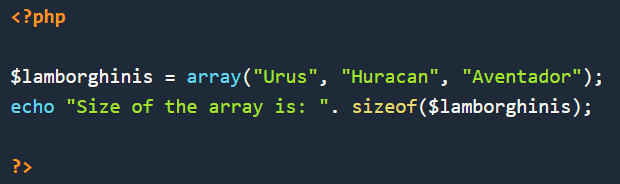 <?php
$lamborghinis = array("Urus", "Huracan", "Aventador");
echo "Size of the array is: ". sizeof($lamborghinis);
?>